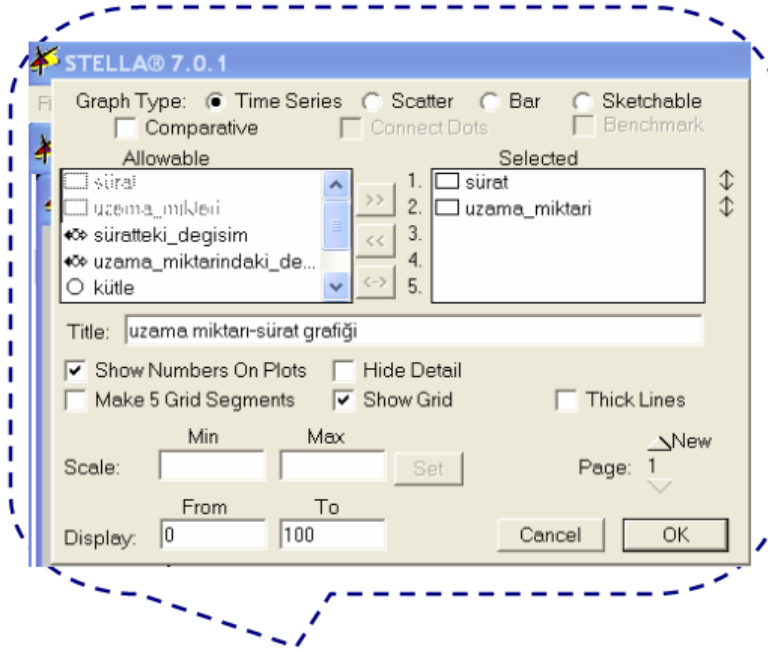 STELLA® 7.0.1
Graph Type: Time Series Scatter Bar Sketchable
Comparative Connect Dots Benchmark
Allowable Selected
sürat 1. sürat
uzama_miktari >> 2. uzama_miktari
süratteki_degisim << 3.
uzama_miktarindaki_de... 4.
kütle <-> 5.
Title: uzama miktarı-sürat grafiği
Show Numbers On Plots Hide Detail
Make 5 Grid Segments Show Grid Thick Lines
Min Max New
Scale: Set Page: 1
From To
Display: 0 100 Cancel OK